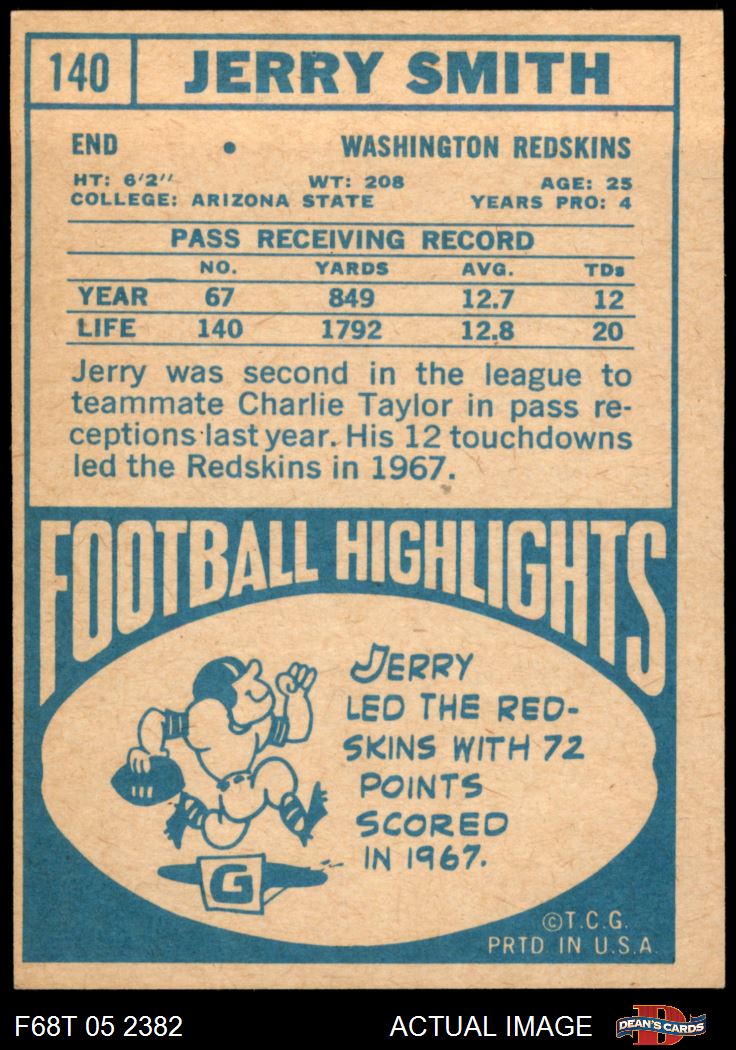 140 JERRY SMITH
END • WASHINGTON REDSKINS
HT: 6'2'' WT: 208 AGE: 25
COLLEGE: ARIZONA STATE YEARS PRO: 4
PASS RECEIVING RECORD
NO. YARDS AVG. TDs
YEAR 67 849 12.7 12
LIFE 140 1792 12.8 20
Jerry was second in the league to
teammate Charlie Taylor in pass re-
ceptions last year. His 12 touchdowns
led the Redskins in 1967.
FOOTBALL HIGHLIGHTS
JERRY
LED THE RED-
SKINS WITH 72
POINTS
SCORED
IN 1967.
G
©T.C.G.
PRTD. IN U.S.A.
F68T 05 2382 ACTUAL IMAGE
D
DEAN'S CARDS